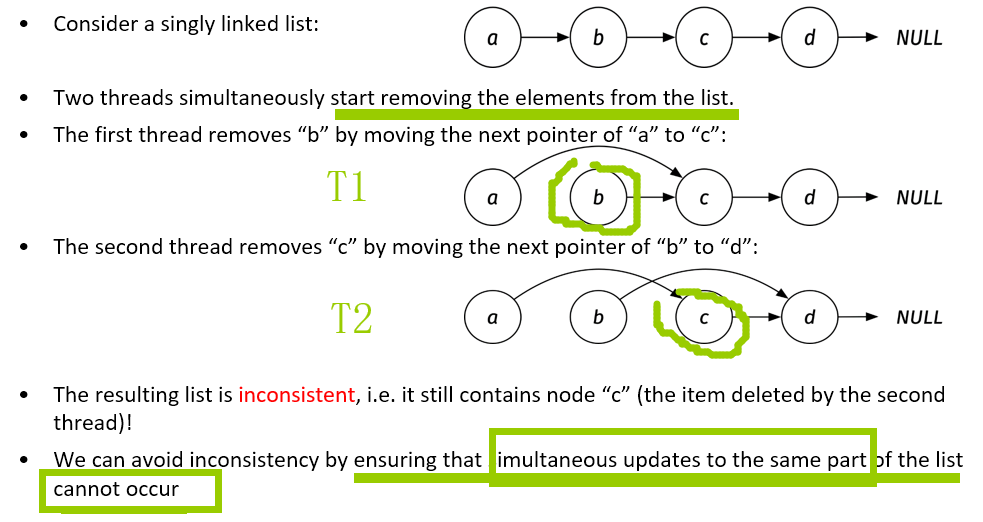 • Consider a singly linked list:
a b c d NULL
• Two threads simultaneously start removing the elements from the list.
• The first thread removes “b” by moving the next pointer of “a” to “c”:
T1
a b c d NULL
• The second thread removes “c” by moving the next pointer of “b” to “d”:
T2
a b c d NULL
• The resulting list is inconsistent, i.e. it still contains node “c” (the item deleted by the second
thread)!
• We can avoid inconsistency by ensuring that simultaneous updates to the same part of the list
cannot occur